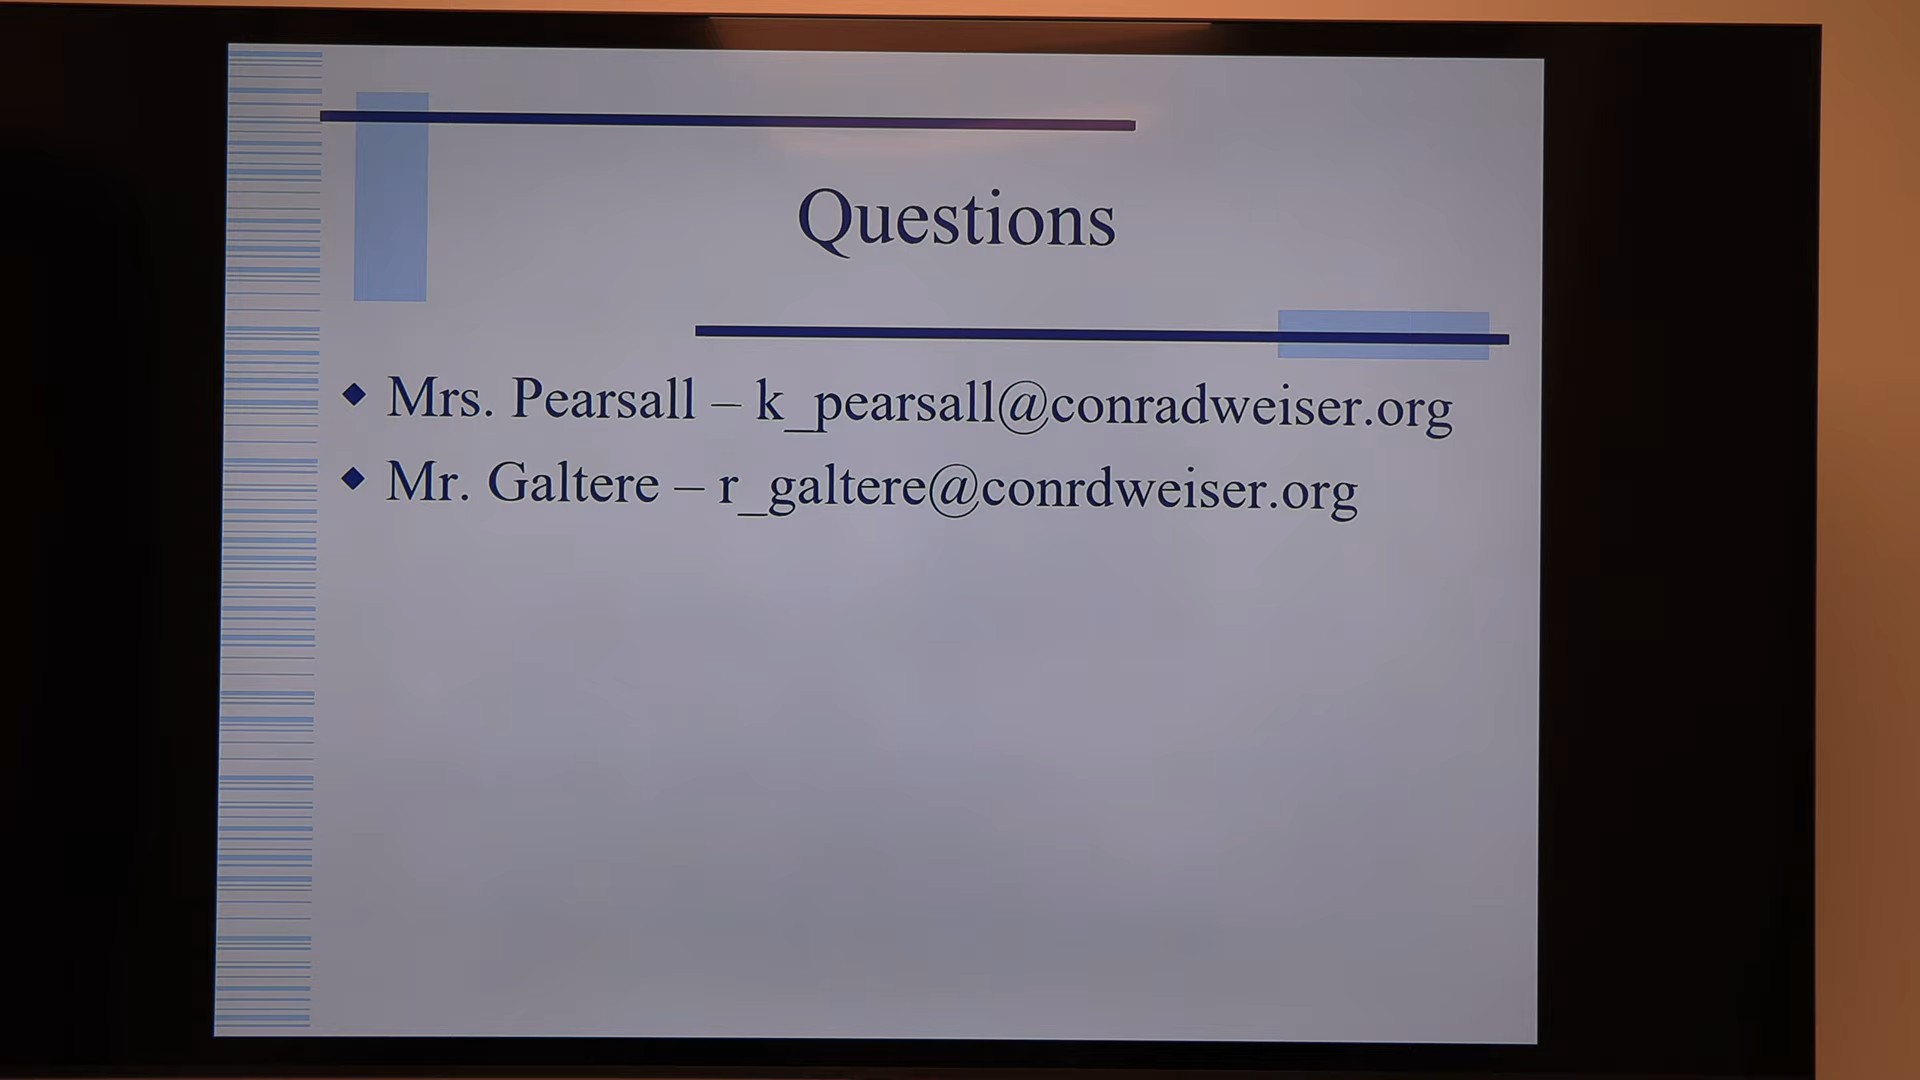 Questions
Mrs. Pearsall – k_pearsall@conradweiser.org
Mr. Galtere – r_galtere@conrdweiser.org